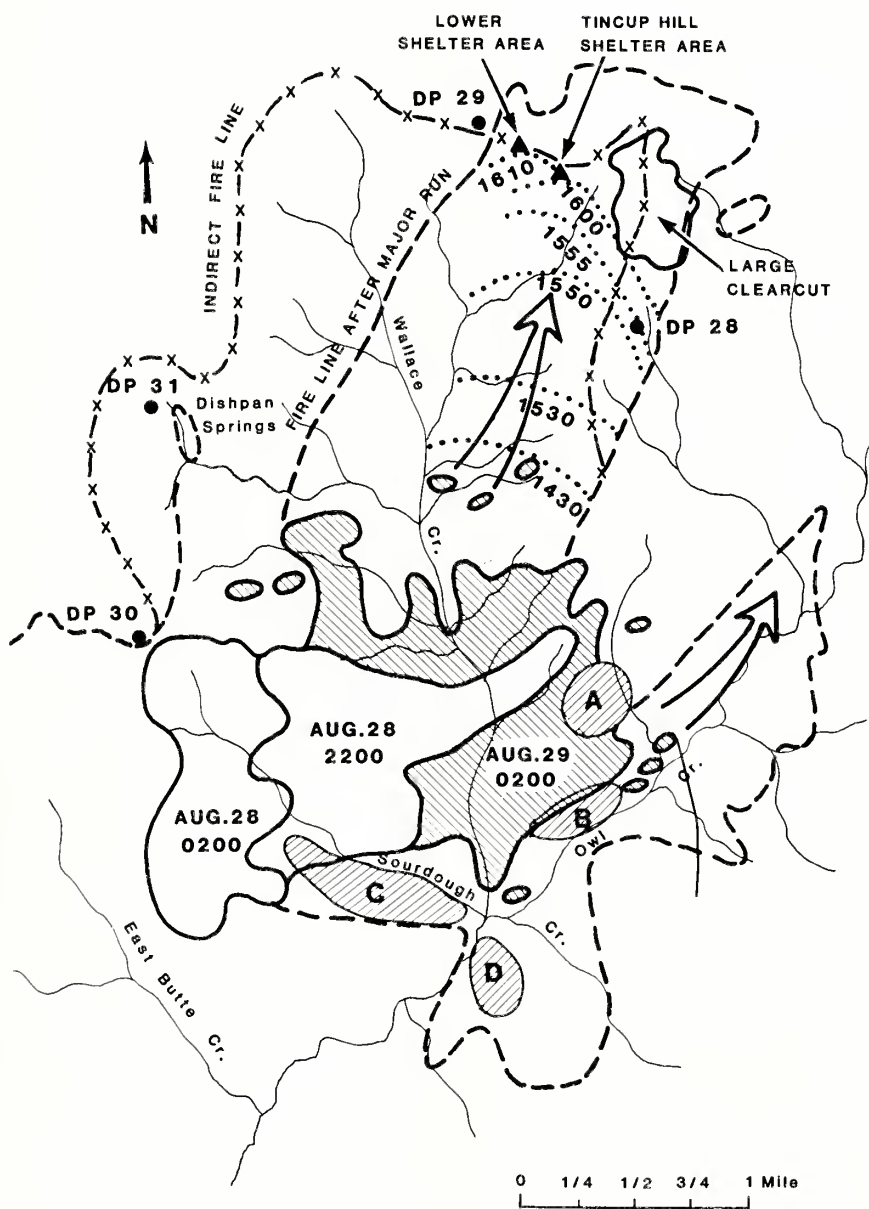 LOWER
SHELTER AREA
TINCUP HILL
SHELTER AREA
DP 29
N
INDIRECT FIRE LINE
FIRE LINE AFTER MAJOR RUN
1610
1600
1555
1550
LARGE
CLEARCUT
DP 28
Wallace
Cr.
DP 31
Dishpan
Springs
1530
1430
DP 30
A
AUG.28
2200
AUG.29
0200
AUG.28
0200
B
Owl
Cr.
Sourdough
Cr.
C
D
East Butte
Cr.
0 1/4 1/2 3/4 1 Mile